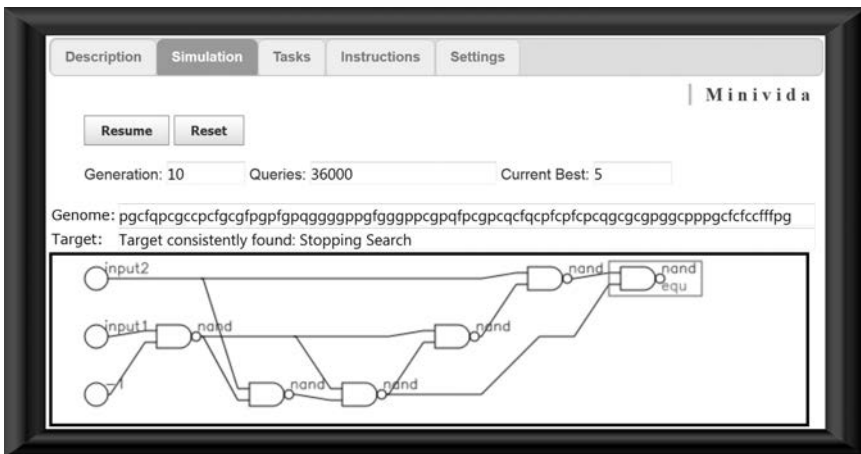 Description Simulation Tasks Instructions Settings
Minivida
Resume Reset
Generation: 10 Queries: 36000 Current Best: 5
Genome: pgcfqpcgccpcfgcgfpgpfgpqgggggppgfgggppcgpqfpcgpcqcfqcpfcpfcpcqgcgcgpggcpppgcfcfccfffpg
Target: Target consistently found: Stopping Search
input2 nand nand
equ
input1 nand nand
-1 nand nand